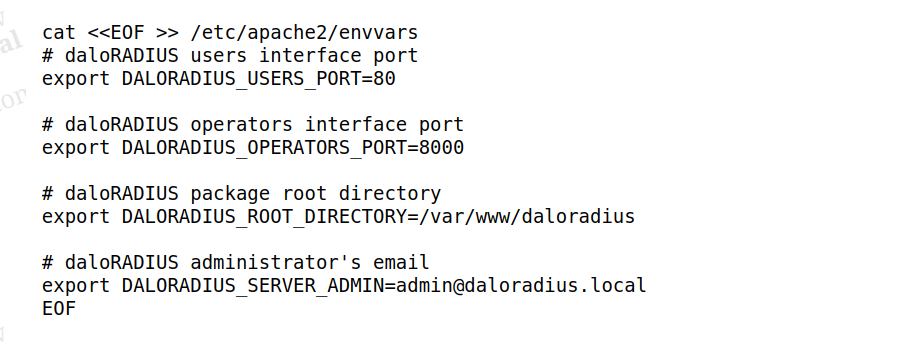 cat <<EOF >> /etc/apache2/envvars
# daloRADIUS users interface port
export DALORADIUS_USERS_PORT=80
# daloRADIUS operators interface port
export DALORADIUS_OPERATORS_PORT=8000
# daloRADIUS package root directory
export DALORADIUS_ROOT_DIRECTORY=/var/www/daloradius
# daloRADIUS administrator's email
export DALORADIUS_SERVER_ADMIN=admin@daloradius.local
EOF